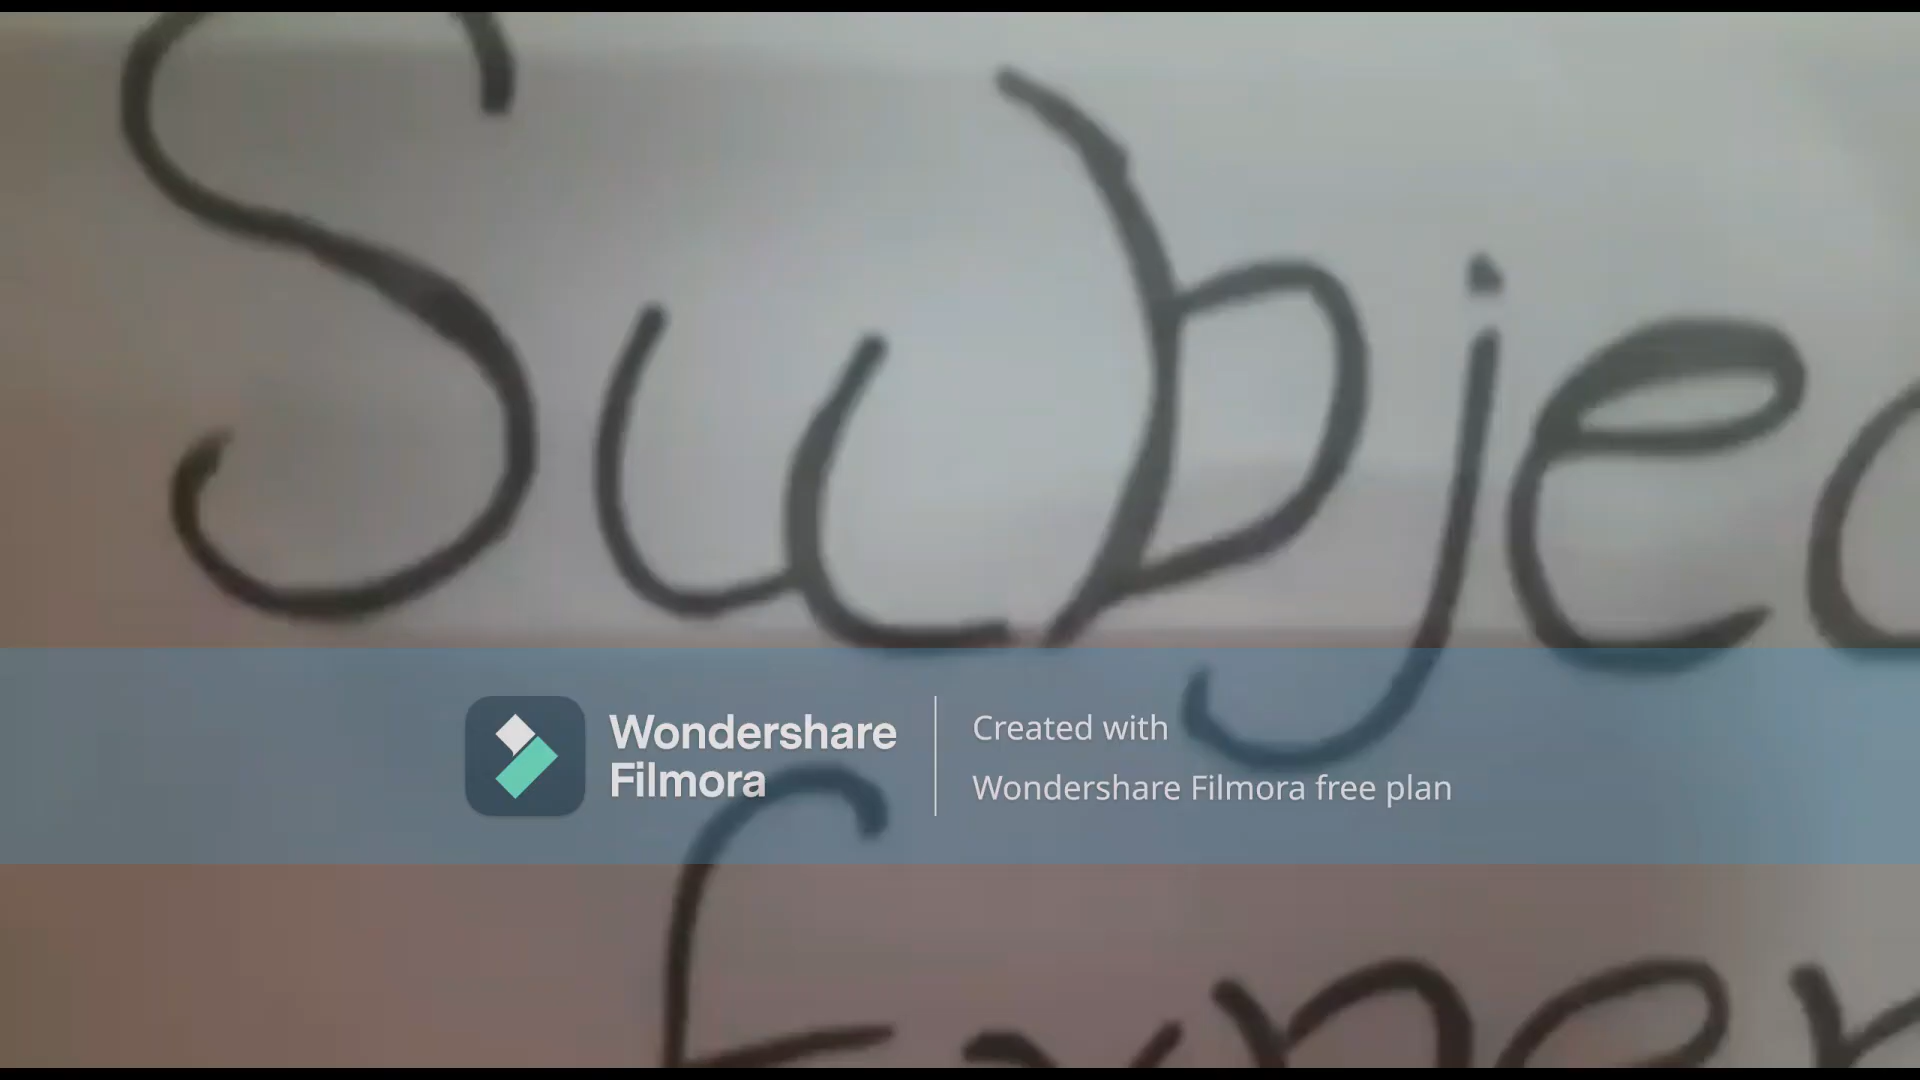 Subjec
Wondershare
Filmora
Created with
Wondershare Filmora free plan